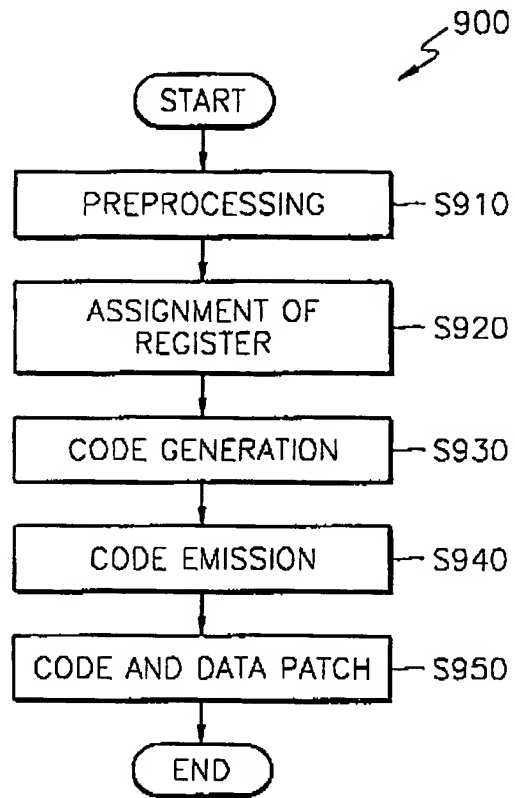 900
START
PREPROCESSING
S910
ASSIGNMENT OF
REGISTER
S920
CODE GENERATION
S930
CODE EMISSION
S940
CODE AND DATA PATCH
S950
END